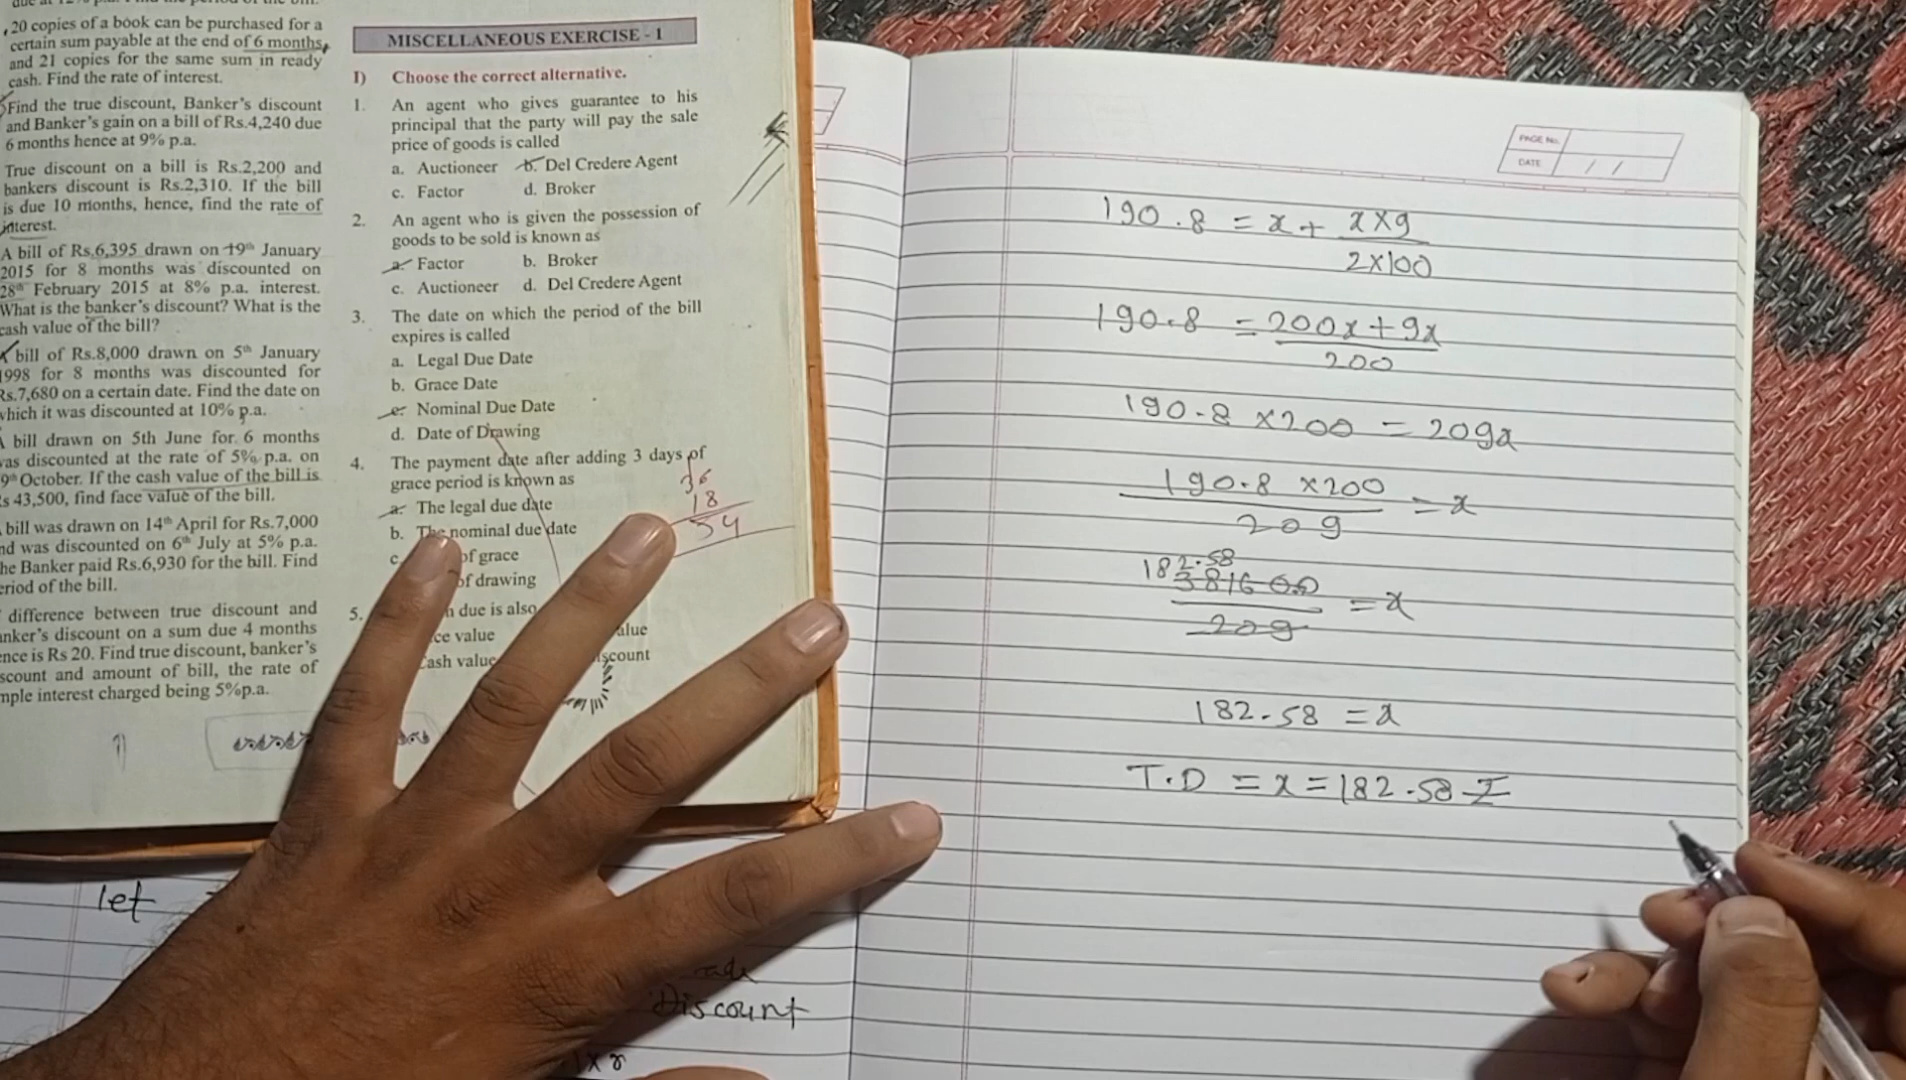 20 copies of a book can be purchased for a
certain sum payable at the end of 6 months,
and 21 copies for the same sum in ready
cash. Find the rate of interest.
Find the true discount, Banker's discount
and Banker's gain on a bill of Rs.4,240 due
6 months hence at 9% p.a.
True discount on a bill is Rs.2,200 and
bankers discount is Rs.2,310. If the bill
is due 10 months, hence, find the rate of
interest.
A bill of Rs.6,395 drawn on 19th January
2015 for 8 months was discounted on
28th February 2015 at 8% p.a. interest.
What is the banker's discount? What is the
cash value of the bill?
bill of Rs.8,000 drawn on 5th January
1998 for 8 months was discounted for
Rs.7,680 on a certain date. Find the date on
which it was discounted at 10% p.a.
bill drawn on 5th June for 6 months
was discounted at the rate of 5% p.a. on
9th October. If the cash value of the bill is
43,500, find face value of the bill.
bill was drawn on 14th April for Rs.7,000
nd was discounted on 6th July at 5% p.a.
he Banker paid Rs.6,930 for the bill. Find
eriod of the bill.
difference between true discount and
anker's discount on a sum due 4 months
ence is Rs 20. Find true discount, banker's
scount and amount of bill, the rate of
mple interest charged being 5%p.a.
MISCELLANEOUS EXERCISE - 1
I) Choose the correct alternative.
1. An agent who gives guarantee to his
principal that the party will pay the sale
price of goods is called
a. Auctioneer b. Del Credere Agent
c. Factor d. Broker
2. An agent who is given the possession of
goods to be sold is known as
a. Factor b. Broker
c. Auctioneer d. Del Credere Agent
3. The date on which the period of the bill
expires is called
a. Legal Due Date
b. Grace Date
c. Nominal Due Date
d. Date of Drawing
4. The payment date after adding 3 days of
grace period is known as
a. The legal due date
b. The nominal due date
c. of grace
of drawing
5. due is also
ce value alue
Cash value scount
36
18
54
PAGE No.
DATE / /
190.8 = x + x×9
2×100
190.8 = 200x+9x
200
190.8 ×200 = 209x
190.8 ×200 = x
209
182.58
381600 = x
209
182.58 = x
T.D = x = 182.58
let
Discount
×r